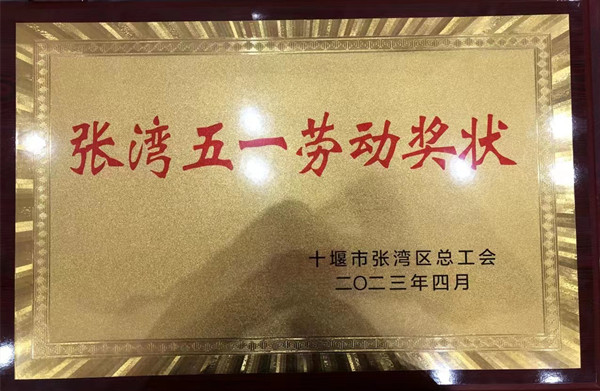 张湾五一劳动奖状
十堰市张湾区总工会
二〇二三年四月